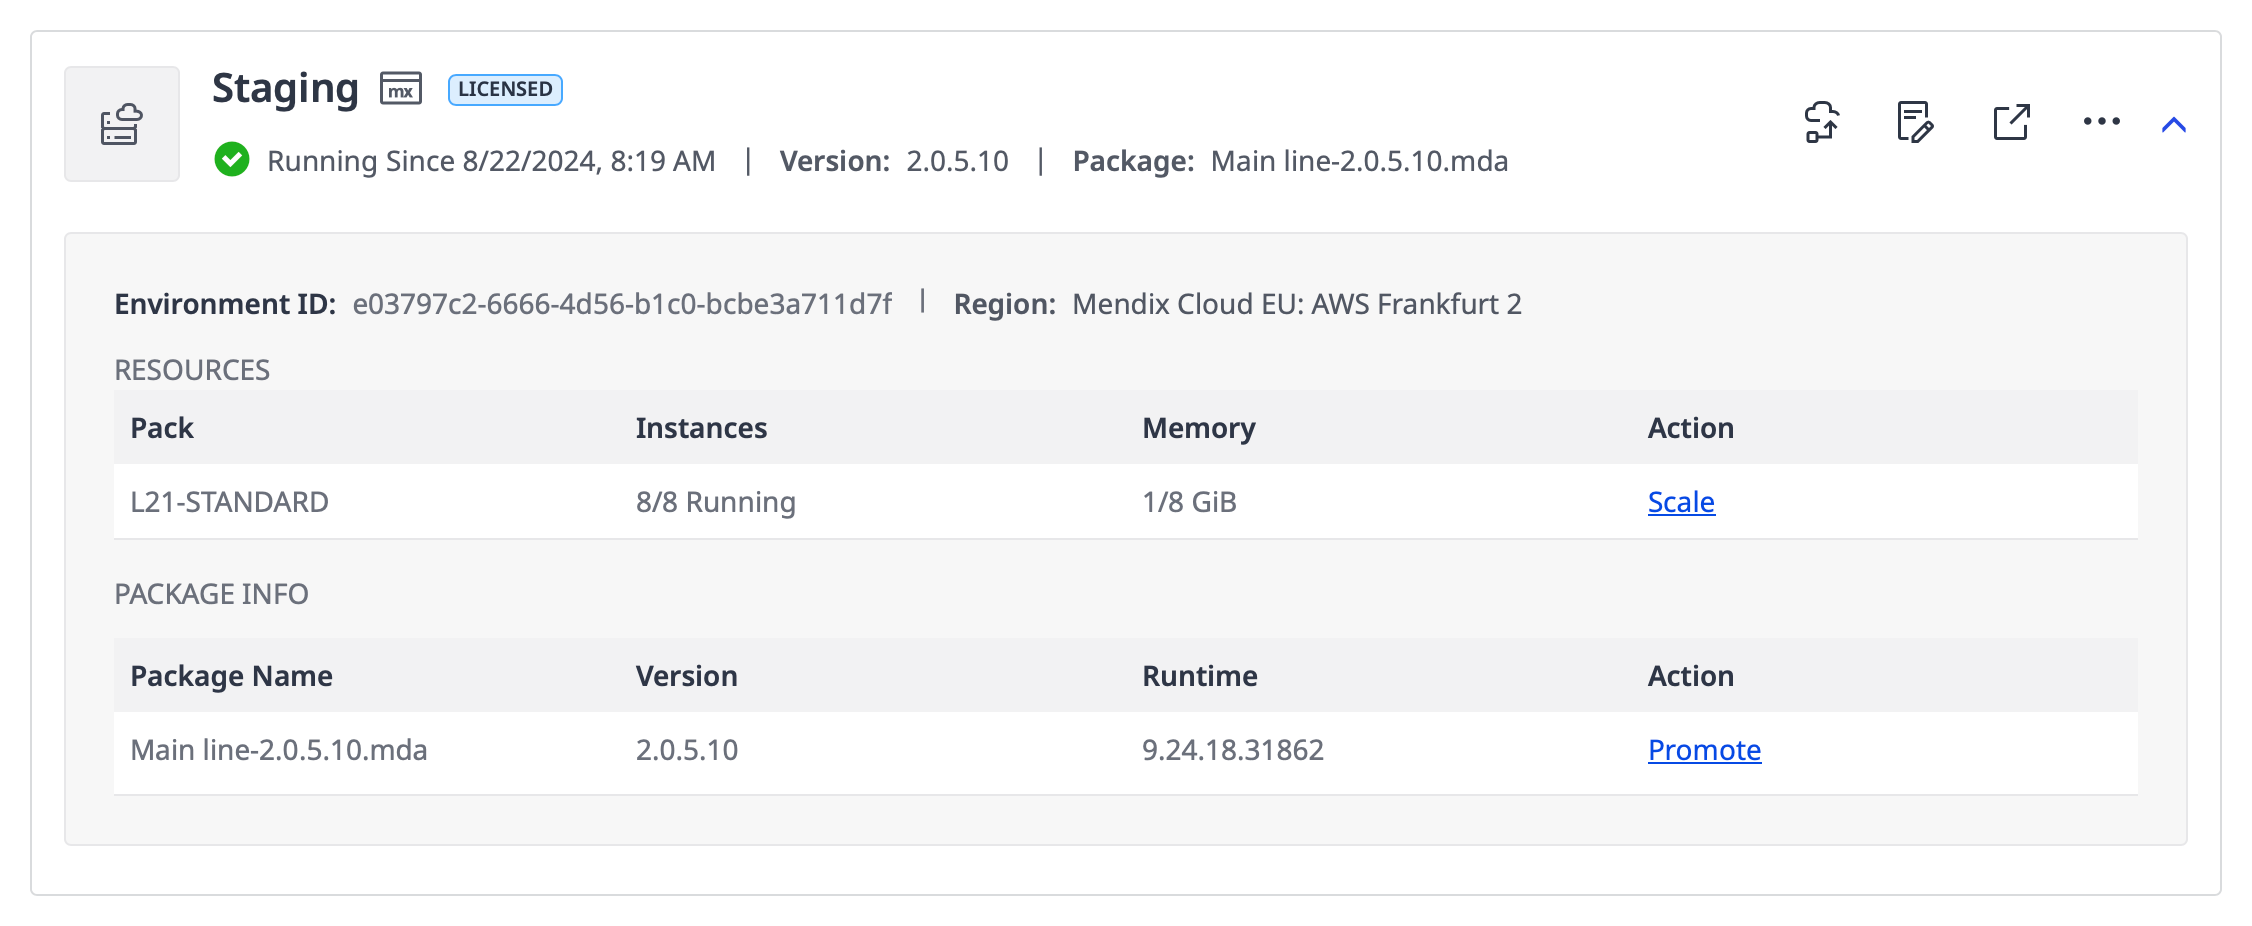 Staging mx LICENSED
Running Since 8/22/2024, 8:19 AM | Version: 2.0.5.10 | Package: Main line-2.0.5.10.mda
Environment ID: e03797c2-6666-4d56-b1c0-bcbe3a711d7f | Region: Mendix Cloud EU: AWS Frankfurt 2
RESOURCES
Pack Instances Memory Action
L21-STANDARD 8/8 Running 1/8 GiB Scale
PACKAGE INFO
Package Name Version Runtime Action
Main line-2.0.5.10.mda 2.0.5.10 9.24.18.31862 Promote